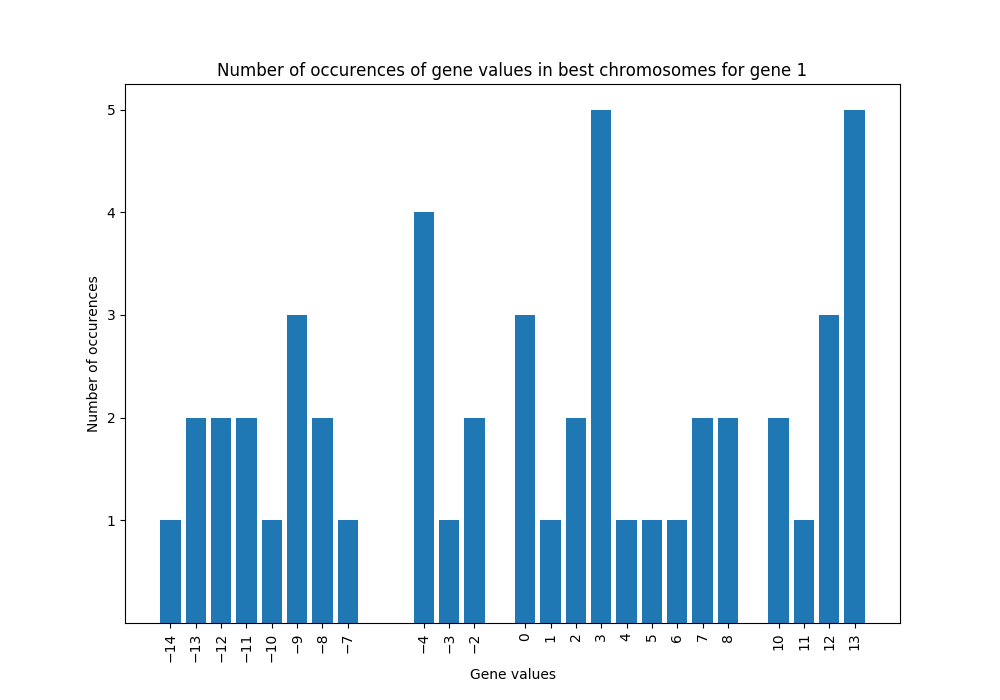 Number of occurences of gene values in best chromosomes for gene 1
5
4
3
2
1
Number of occurences
−14 −13 −12 −11 −10 −9 −8 −7 −4 −3 −2 0 1 2 3 4 5 6 7 8 10 11 12 13
Gene values